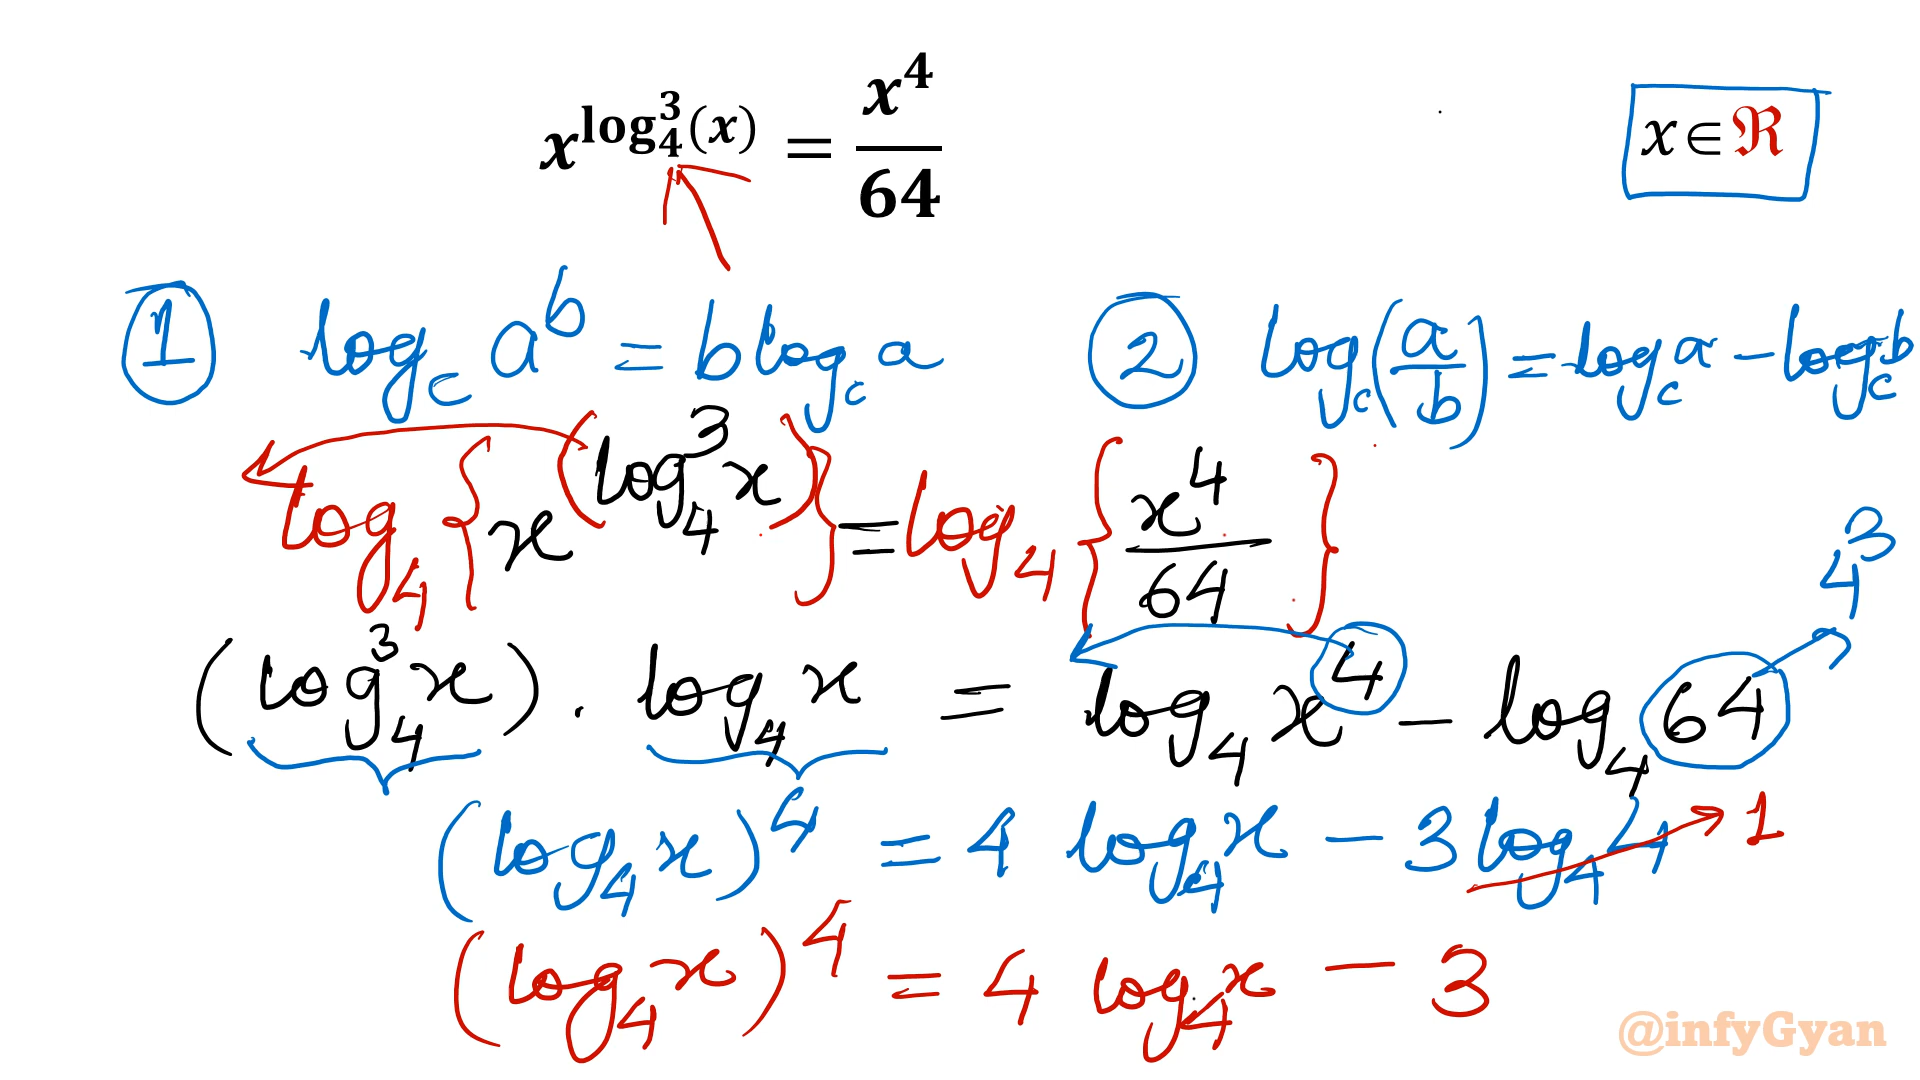 x^{log_4^3(x)} = x^4/64
x ∈ ℜ
① log_c a^b = b log_c a
② log_c(a/b) = log_c a − log_c b
log_4 { x^{(log_4^3 x)} } = log_4 { x^4/64 }
4^3
(log_4^3 x) . log_4 x = log_4 x^4 − log_4 64
(log_4 x)^4 = 4 log_4 x − 3 log_4 4 1
(log_4 x)^4 = 4 log_4 x − 3
@infyGyan